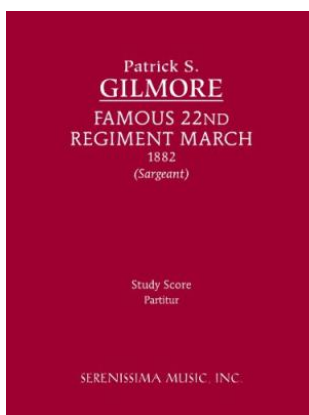 Patrick S.
GILMORE
FAMOUS 22ND
REGIMENT MARCH
1882
(Sargeant)
Study Score
Partitur
SERENISSIMA MUSIC, INC.